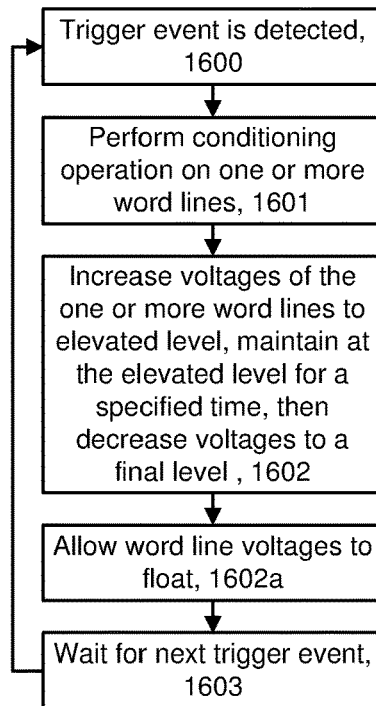 Trigger event is detected,
1600
Perform conditioning
operation on one or more
word lines, 1601
Increase voltages of the
one or more word lines to
elevated level, maintain at
the elevated level for a
specified time, then
decrease voltages to a
final level , 1602
Allow word line voltages to
float, 1602a
Wait for next trigger event,
1603